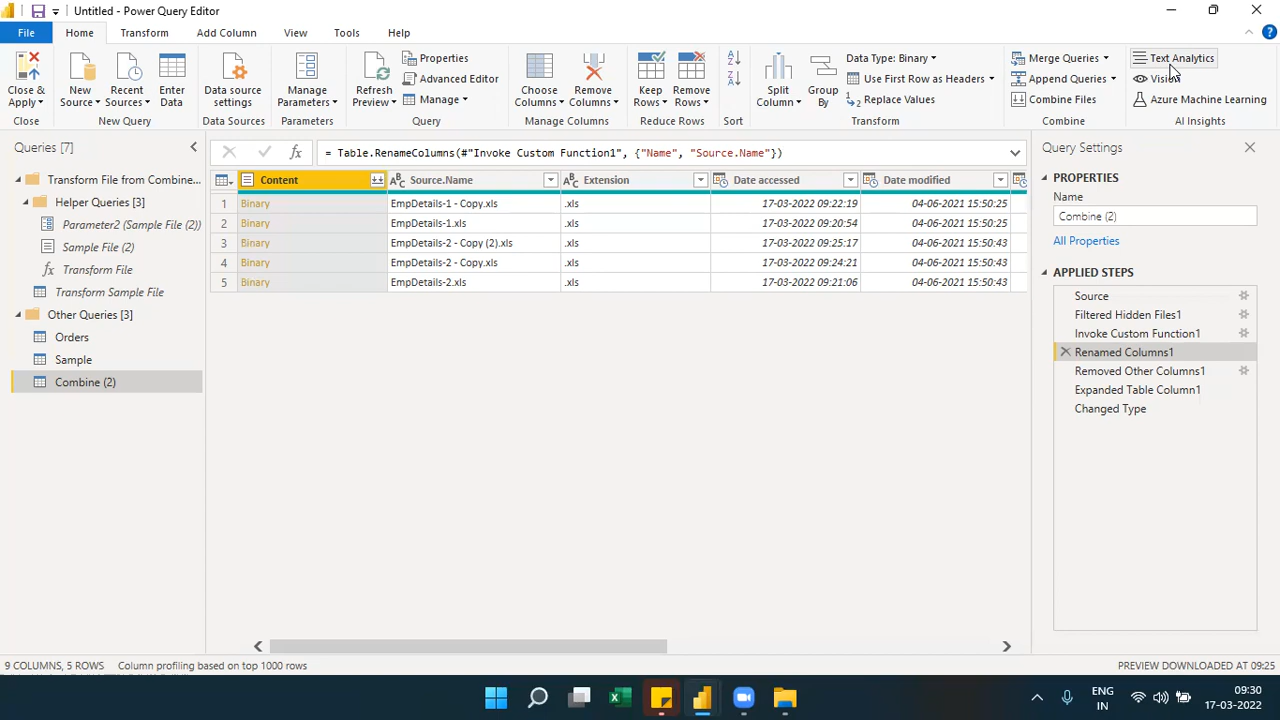 Untitled - Power Query Editor
File Home Transform Add Column View Tools Help
Close & Apply
New Source
Recent Sources
Enter Data
Data source settings
Manage Parameters
Refresh Preview
Properties
Advanced Editor
Manage
Choose Columns
Remove Columns
Keep Rows
Remove Rows
Split Column
Group By
Data Type: Binary
Use First Row as Headers
Replace Values
Merge Queries
Append Queries
Combine Files
Text Analytics
Vision
Azure Machine Learning
Close New Query Data Sources Parameters Query Manage Columns Reduce Rows Sort Transform Combine AI Insights
Queries [7]
Transform File from Combine...
Helper Queries [3]
Parameter2 (Sample File (2))
Sample File (2)
Transform File
Transform Sample File
Other Queries [3]
Orders
Sample
Combine (2)
= Table.RenameColumns(#"Invoke Custom Function1", {"Name", "Source.Name"})
Content Source.Name Extension Date accessed Date modified
1 Binary EmpDetails-1 - Copy.xls .xls 17-03-2022 09:22:19 04-06-2021 15:50:25
2 Binary EmpDetails-1.xls .xls 17-03-2022 09:20:54 04-06-2021 15:50:25
3 Binary EmpDetails-2 - Copy (2).xls .xls 17-03-2022 09:25:17 04-06-2021 15:50:43
4 Binary EmpDetails-2 - Copy.xls .xls 17-03-2022 09:24:21 04-06-2021 15:50:43
5 Binary EmpDetails-2.xls .xls 17-03-2022 09:21:06 04-06-2021 15:50:43
Query Settings
PROPERTIES
Name
Combine (2)
All Properties
APPLIED STEPS
Source
Filtered Hidden Files1
Invoke Custom Function1
Renamed Columns1
Removed Other Columns1
Expanded Table Column1
Changed Type
9 COLUMNS, 5 ROWS Column profiling based on top 1000 rows PREVIEW DOWNLOADED AT 09:25
ENG
IN
09:30
17-03-2022